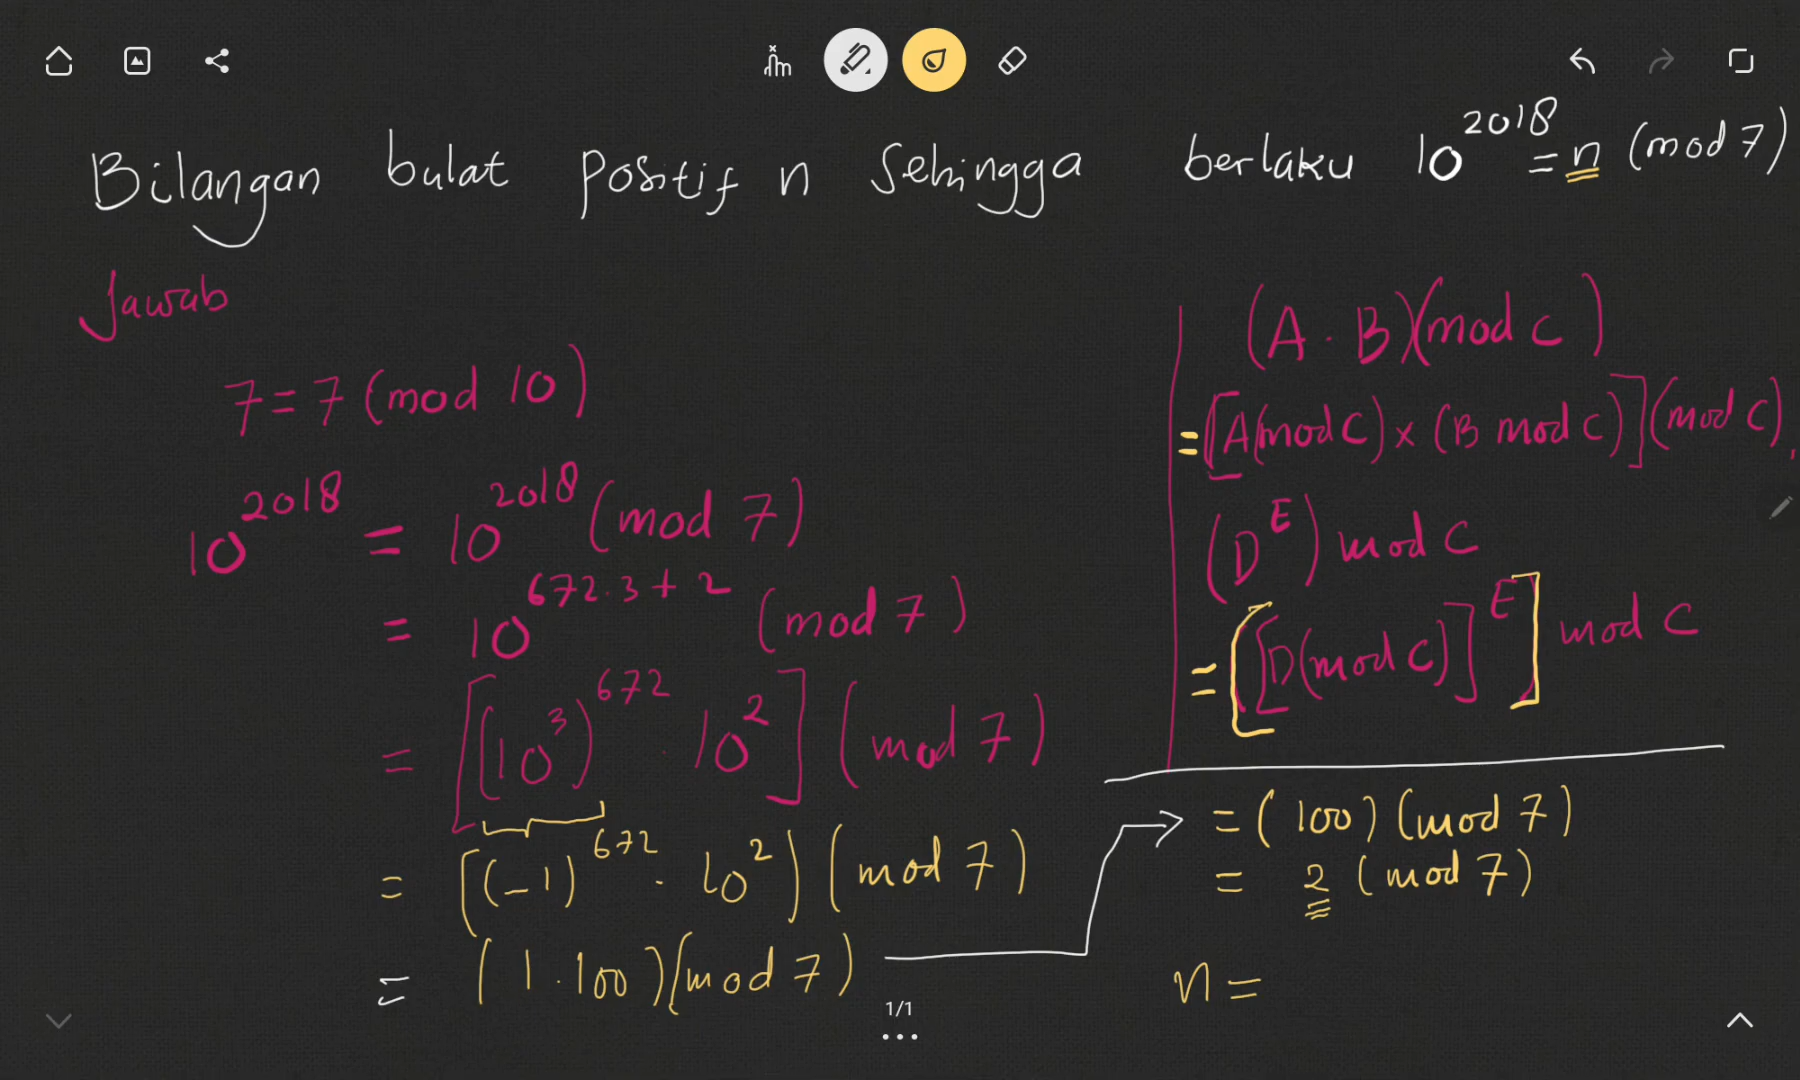 Bilangan bulat positif n sehingga berlaku 10^2018 = n (mod 7)
Jawab
7 = 7 (mod 10)
10^2018 = 10^2018 (mod 7)
= 10^672.3+2 (mod 7)
= [(10^3)^672 . 10^2] (mod 7)
= [(-1)^672 . 10^2) (mod 7)
= (1.100)(mod 7)
(A . B)(mod C)
= [A(mod C) x (B mod C)](mod C)
(D^E) mod C
= [[D(mod C)]^E] mod C
= (100) (mod 7)
= 2 (mod 7)
n =
1/1